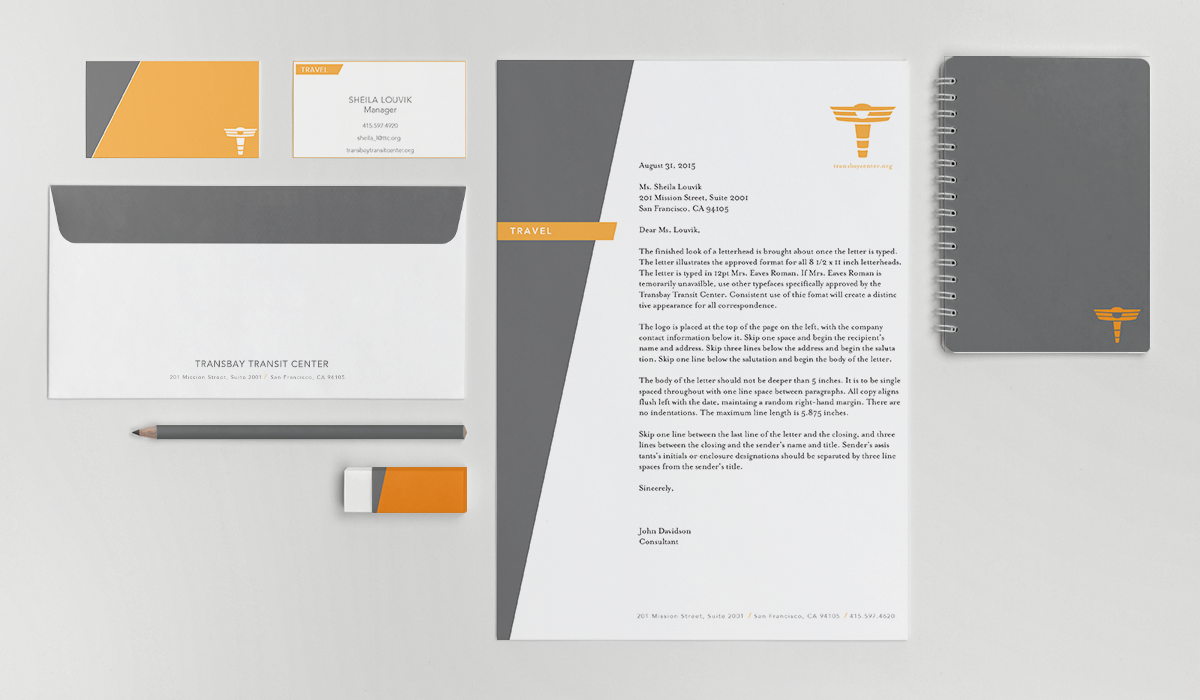 TRAVEL
SHEILA LOUVIK
Manager
415.597.4920
sheila_l@ttc.org
transbaytransitcenter.org
TRANSBAY TRANSIT CENTER
201 Mission Street, Suite 2001 / San Francisco, CA 94105
TRAVEL
transbaycenter.org
August 31, 2015
Ms. Sheila Louvik
201 Mission Street, Suite 2001
San Francisco, CA 94105
Dear Ms. Louvik,
The finished look of a letterhead is brought about once the letter is typed.
The letter illustrates the approved format for all 8 1/2 x 11 inch letterheads.
The letter is typed in 12pt Mrs. Eaves Roman. If Mrs. Eaves Roman is
temorarily unavailble, use other typefaces specifically approved by the
Transbay Transit Center. Consistent use of this fomat will create a distinc
tive appearance for all correspondence.
The logo is placed at the top of the page on the left, with the company
contact information below it. Skip one space and begin the recipient's
name and address. Skip three lines below the address and begin the saluta
tion. Skip one line below the salutation and begin the body of the letter.
The body of the letter should not be deeper than 5 inches. It is to be single
spaced throughout with one line space between paragraphs. All copy aligns
flush left with the date, maintaing a random right-hand margin. There are
no indentations. The maximum line length is 5.875 inches.
Skip one line between the last line of the letter and the closing, and three
lines between the closing and the sender's name and title. Sender's assis
tants's initials or enclosure designations should be separated by three line
spaces from the sender's title.
Sincerely,
John Davidson
Consultant
201 Mission Street, Suite 2001 / San Francisco, CA 94105 / 415.597.4620